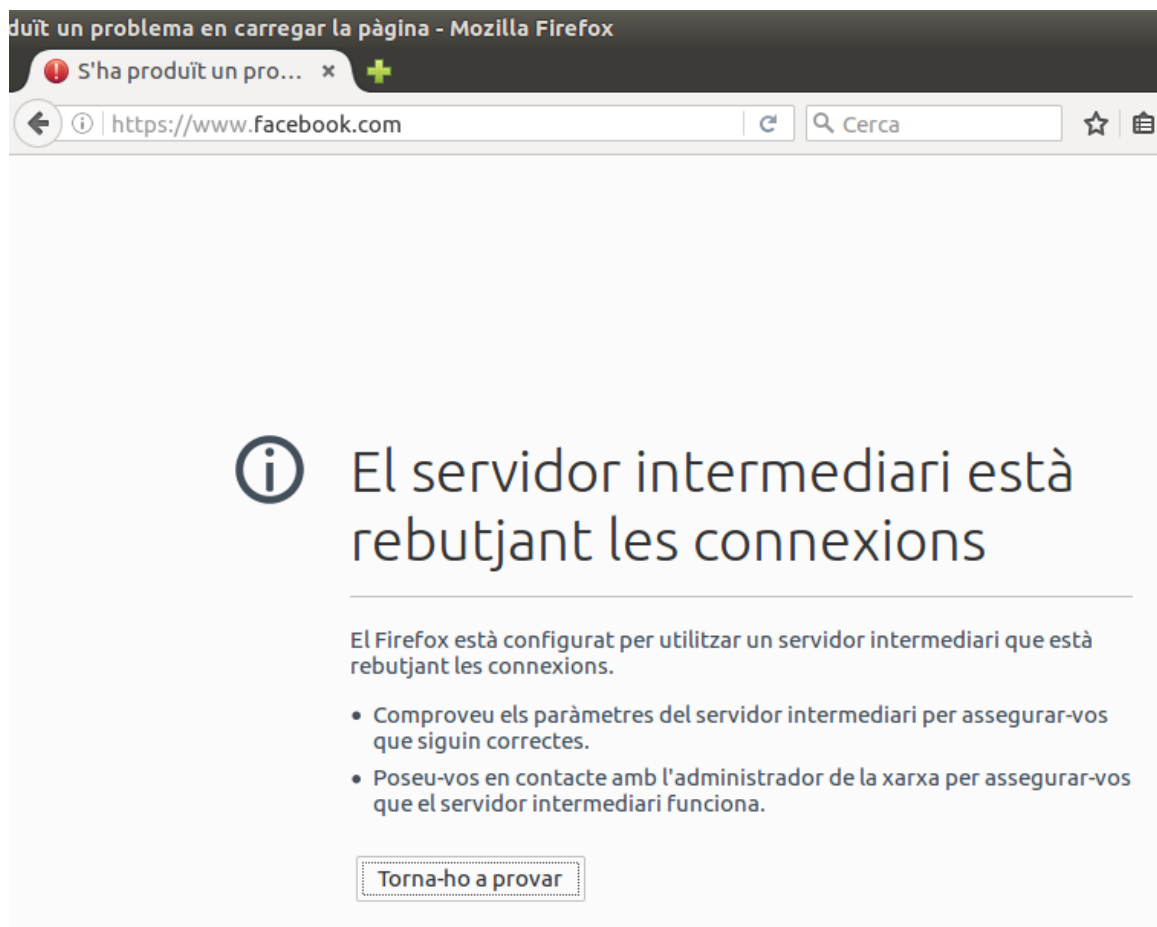 duït un problema en carregar la pàgina - Mozilla Firefox
S'ha produït un pro...
https://www.facebook.com
Cerca
El servidor intermediari està
rebutjant les connexions
El Firefox està configurat per utilitzar un servidor intermediari que està
rebutjant les connexions.
• Comproveu els paràmetres del servidor intermediari per assegurar-vos
que siguin correctes.
• Poseu-vos en contacte amb l'administrador de la xarxa per assegurar-vos
que el servidor intermediari funciona.
Torna-ho a provar